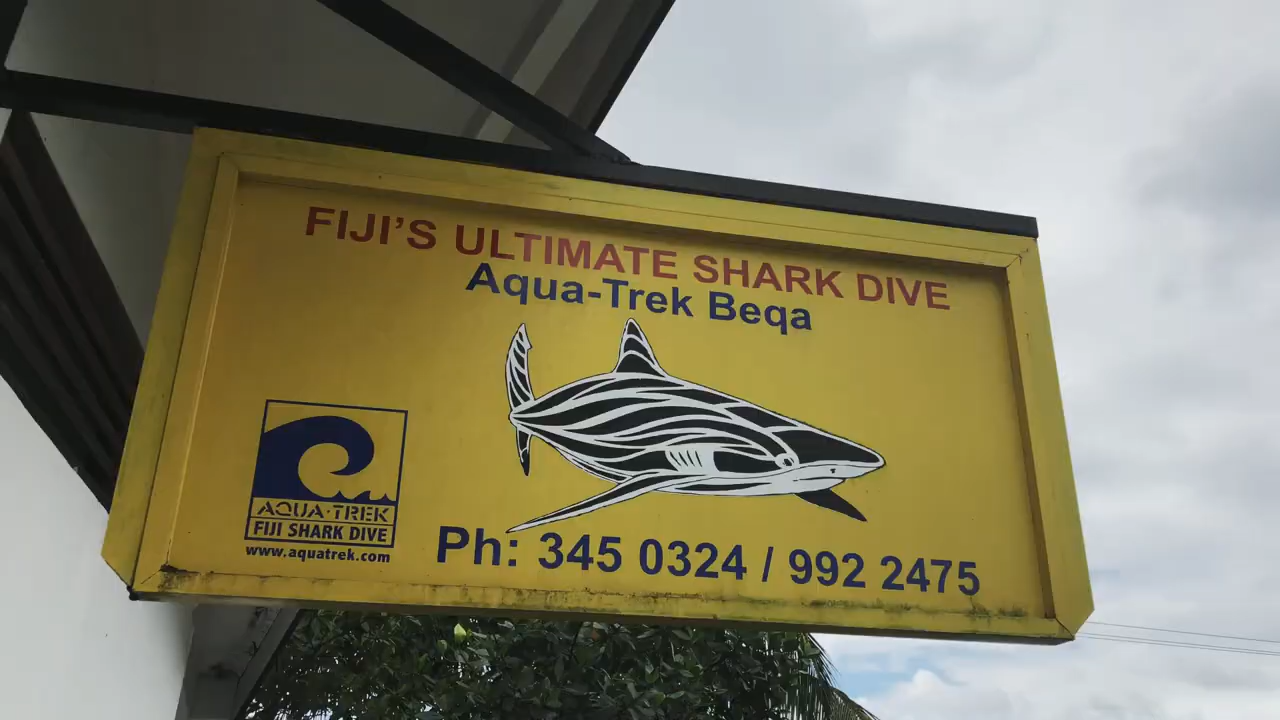 FIJI'S ULTIMATE SHARK DIVE
Aqua-Trek Beqa
AQUA·TREK
FIJI SHARK DIVE
www.aquatrek.com
Ph: 345 0324 / 992 2475